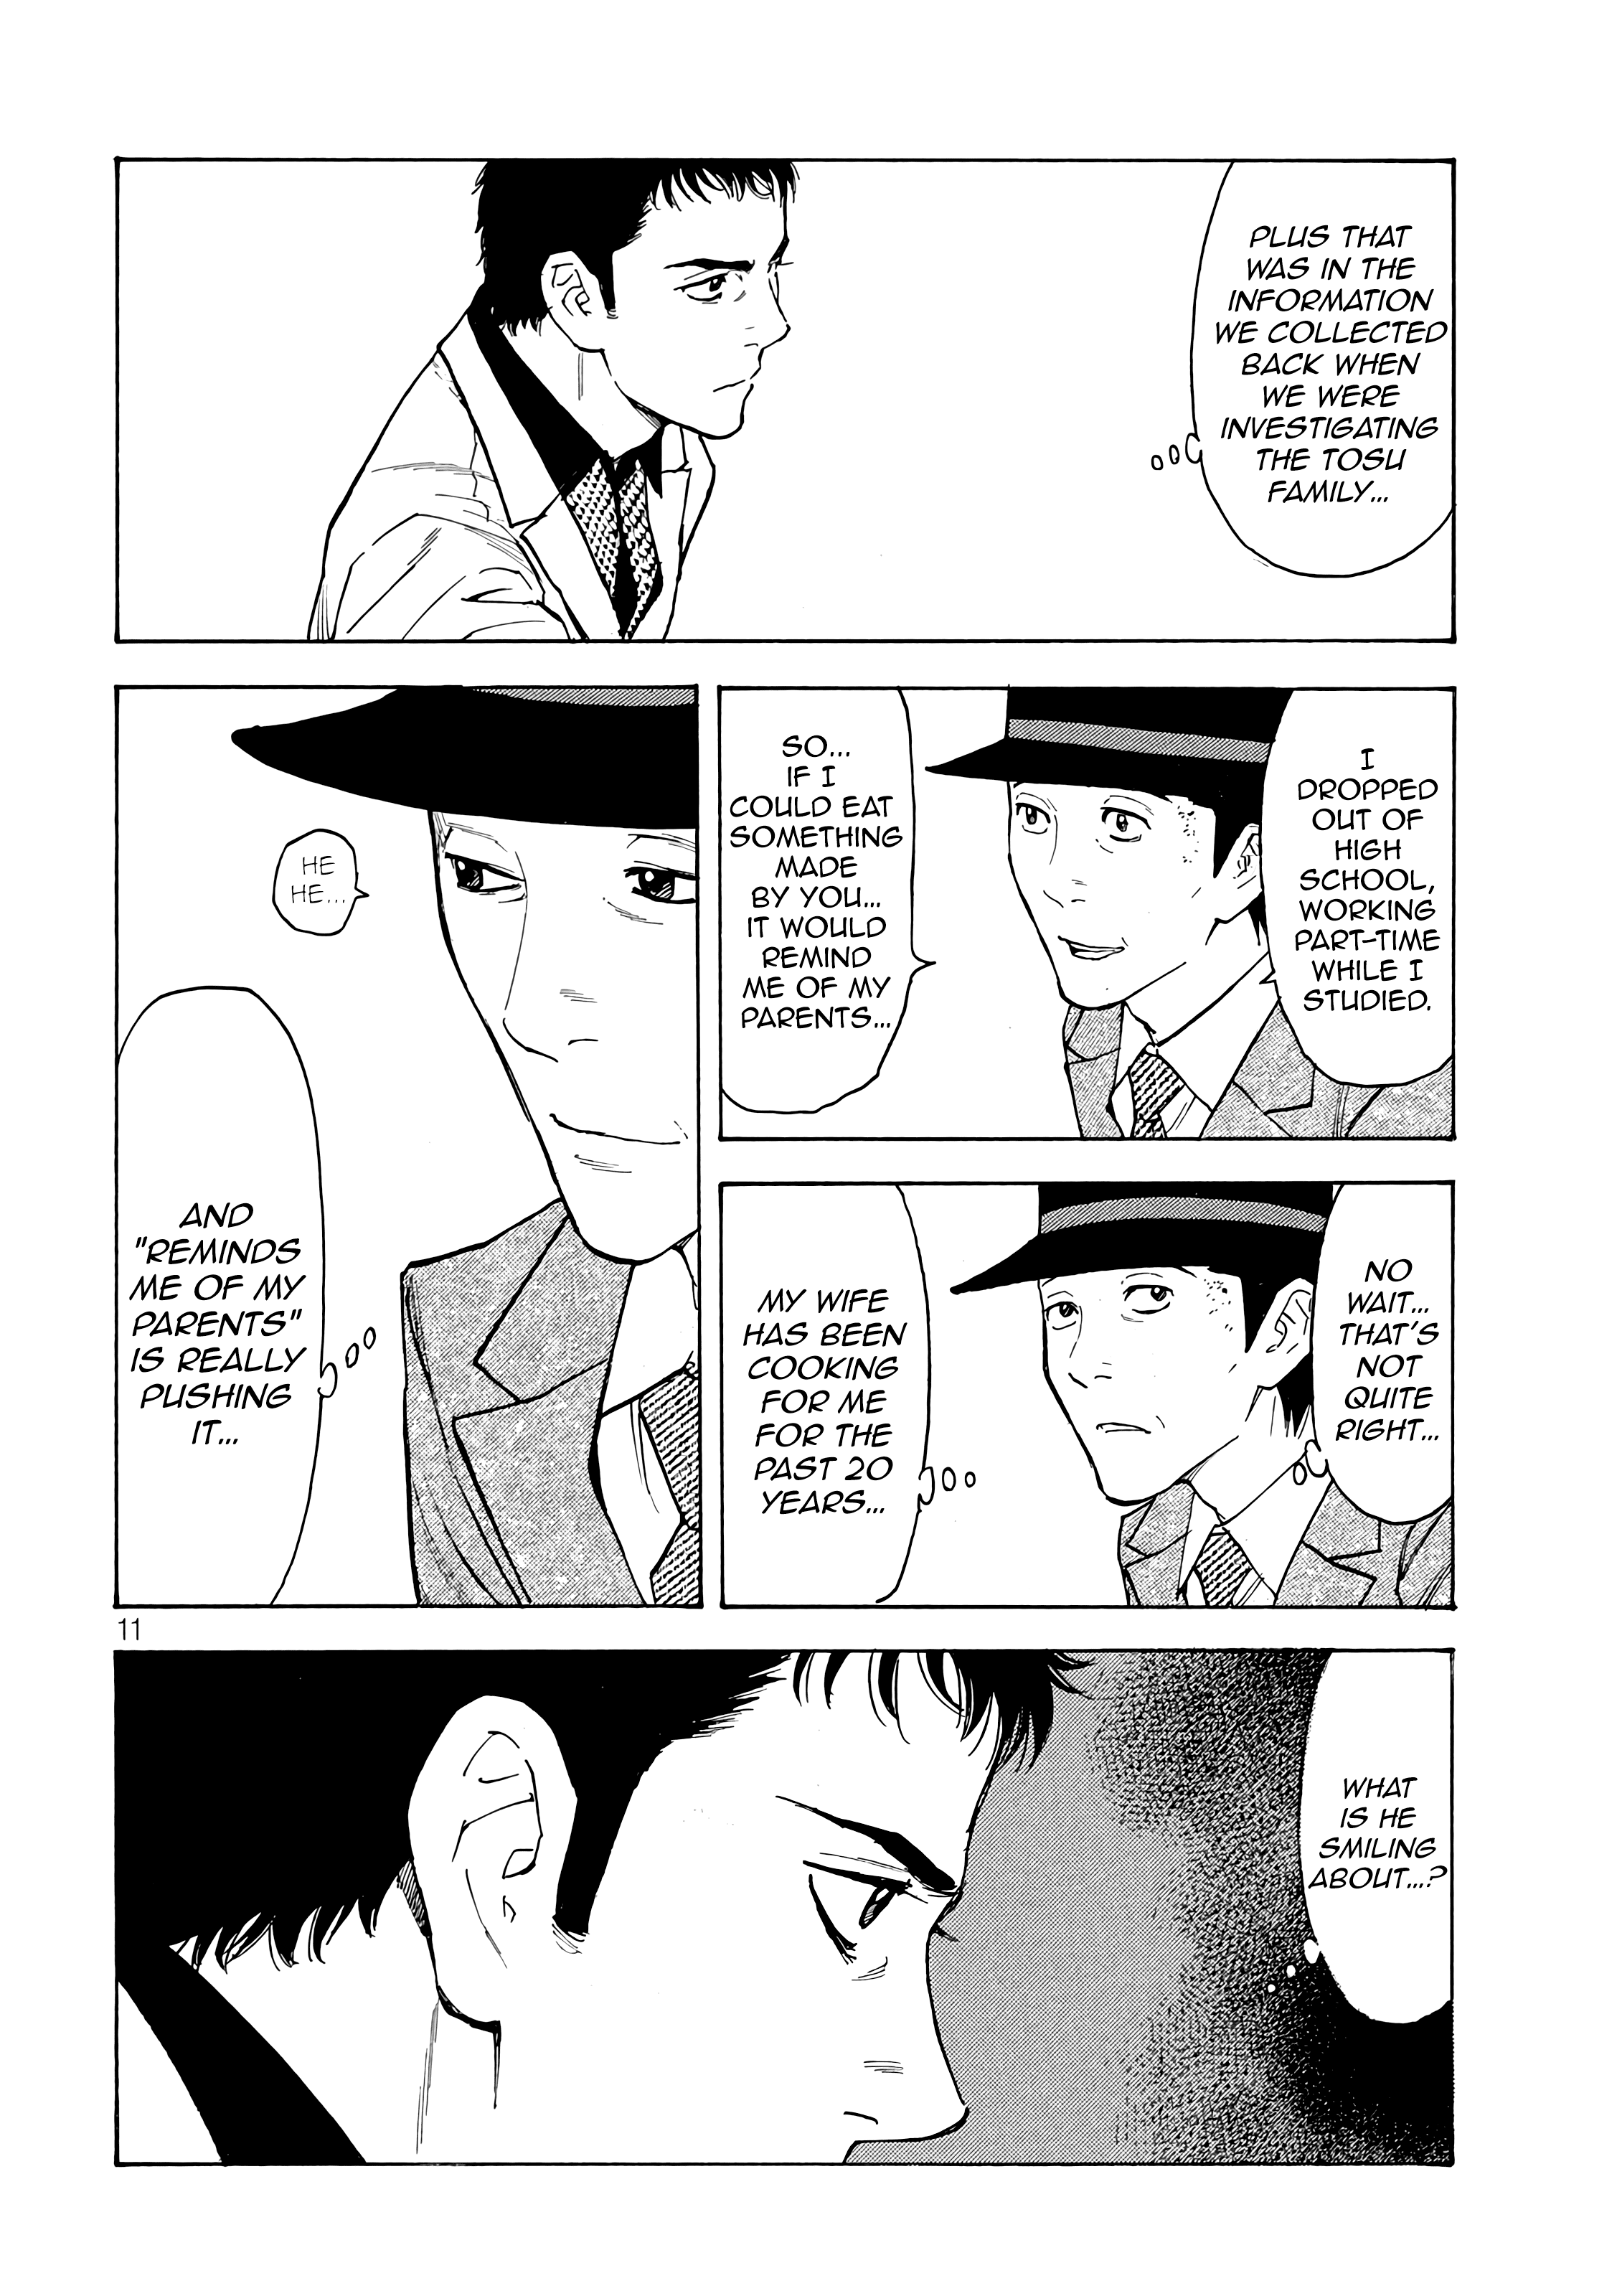 PLUS THAT
WAS IN THE
INFORMATION
WE COLLECTED
BACK WHEN
WE WERE
INVESTIGATING
THE TOSU
FAMILY...
I
DROPPED
OUT OF
HIGH
SCHOOL,
WORKING
PART-TIME
WHILE I
STUDIED.
SO...
IF I
COULD EAT
SOMETHING
MADE
BY YOU...
IT WOULD
REMIND
ME OF MY
PARENTS...
NO
WAIT...
THAT'S
NOT
QUITE
RIGHT...
MY WIFE
HAS BEEN
COOKING
FOR ME
FOR THE
PAST 20
YEARS...
HE
HE...
AND
"REMINDS
ME OF MY
PARENTS"
IS REALLY
PUSHING
IT...
11
WHAT
IS HE
SMILING
ABOUT...?